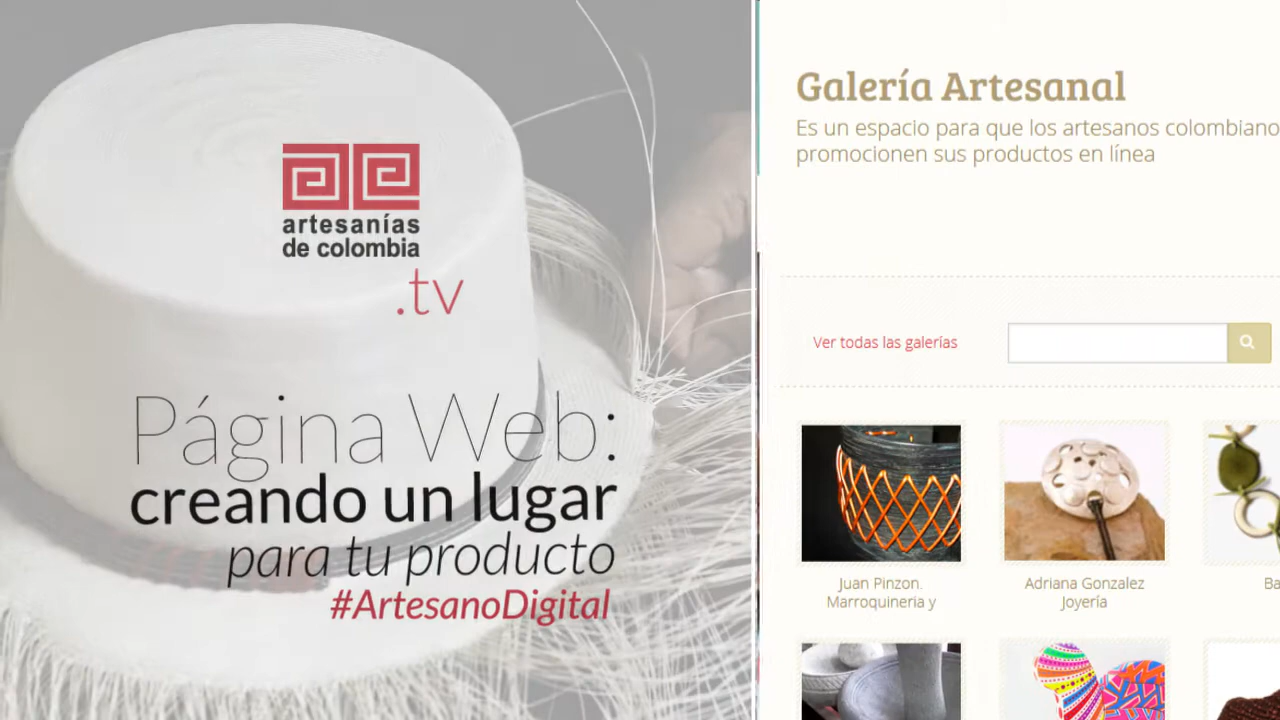 artesanías
de colombia
.tv
Página Web:
creando un lugar
para tu producto
#ArtesanoDigital
Galería Artesanal
Es un espacio para que los artesanos colombiano
promocionen sus productos en línea
Ver todas las galerías
Juan Pinzon.
Marroquineria y
Adriana Gonzalez
Joyería
Ba